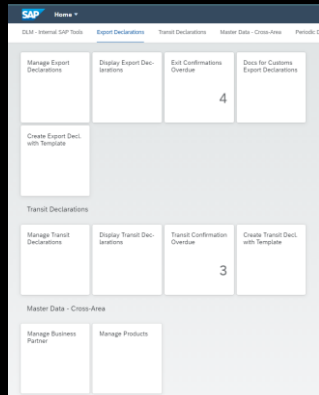 SAP Home
DLM - Internal SAP Tools Export Declarations Transit Declarations Master Data - Cross-Area Periodic D
Manage Export
Declarations
Display Export Dec-
larations
Exit Confirmations
Overdue
4
Docs for Customs
Export Declarations
Create Export Decl.
with Template
Transit Declarations
Manage Transit
Declarations
Display Transit Dec-
larations
Transit Confirmation
Overdue
3
Create Transit Decl.
with Template
Master Data - Cross-Area
Manage Business
Partner
Manage Products